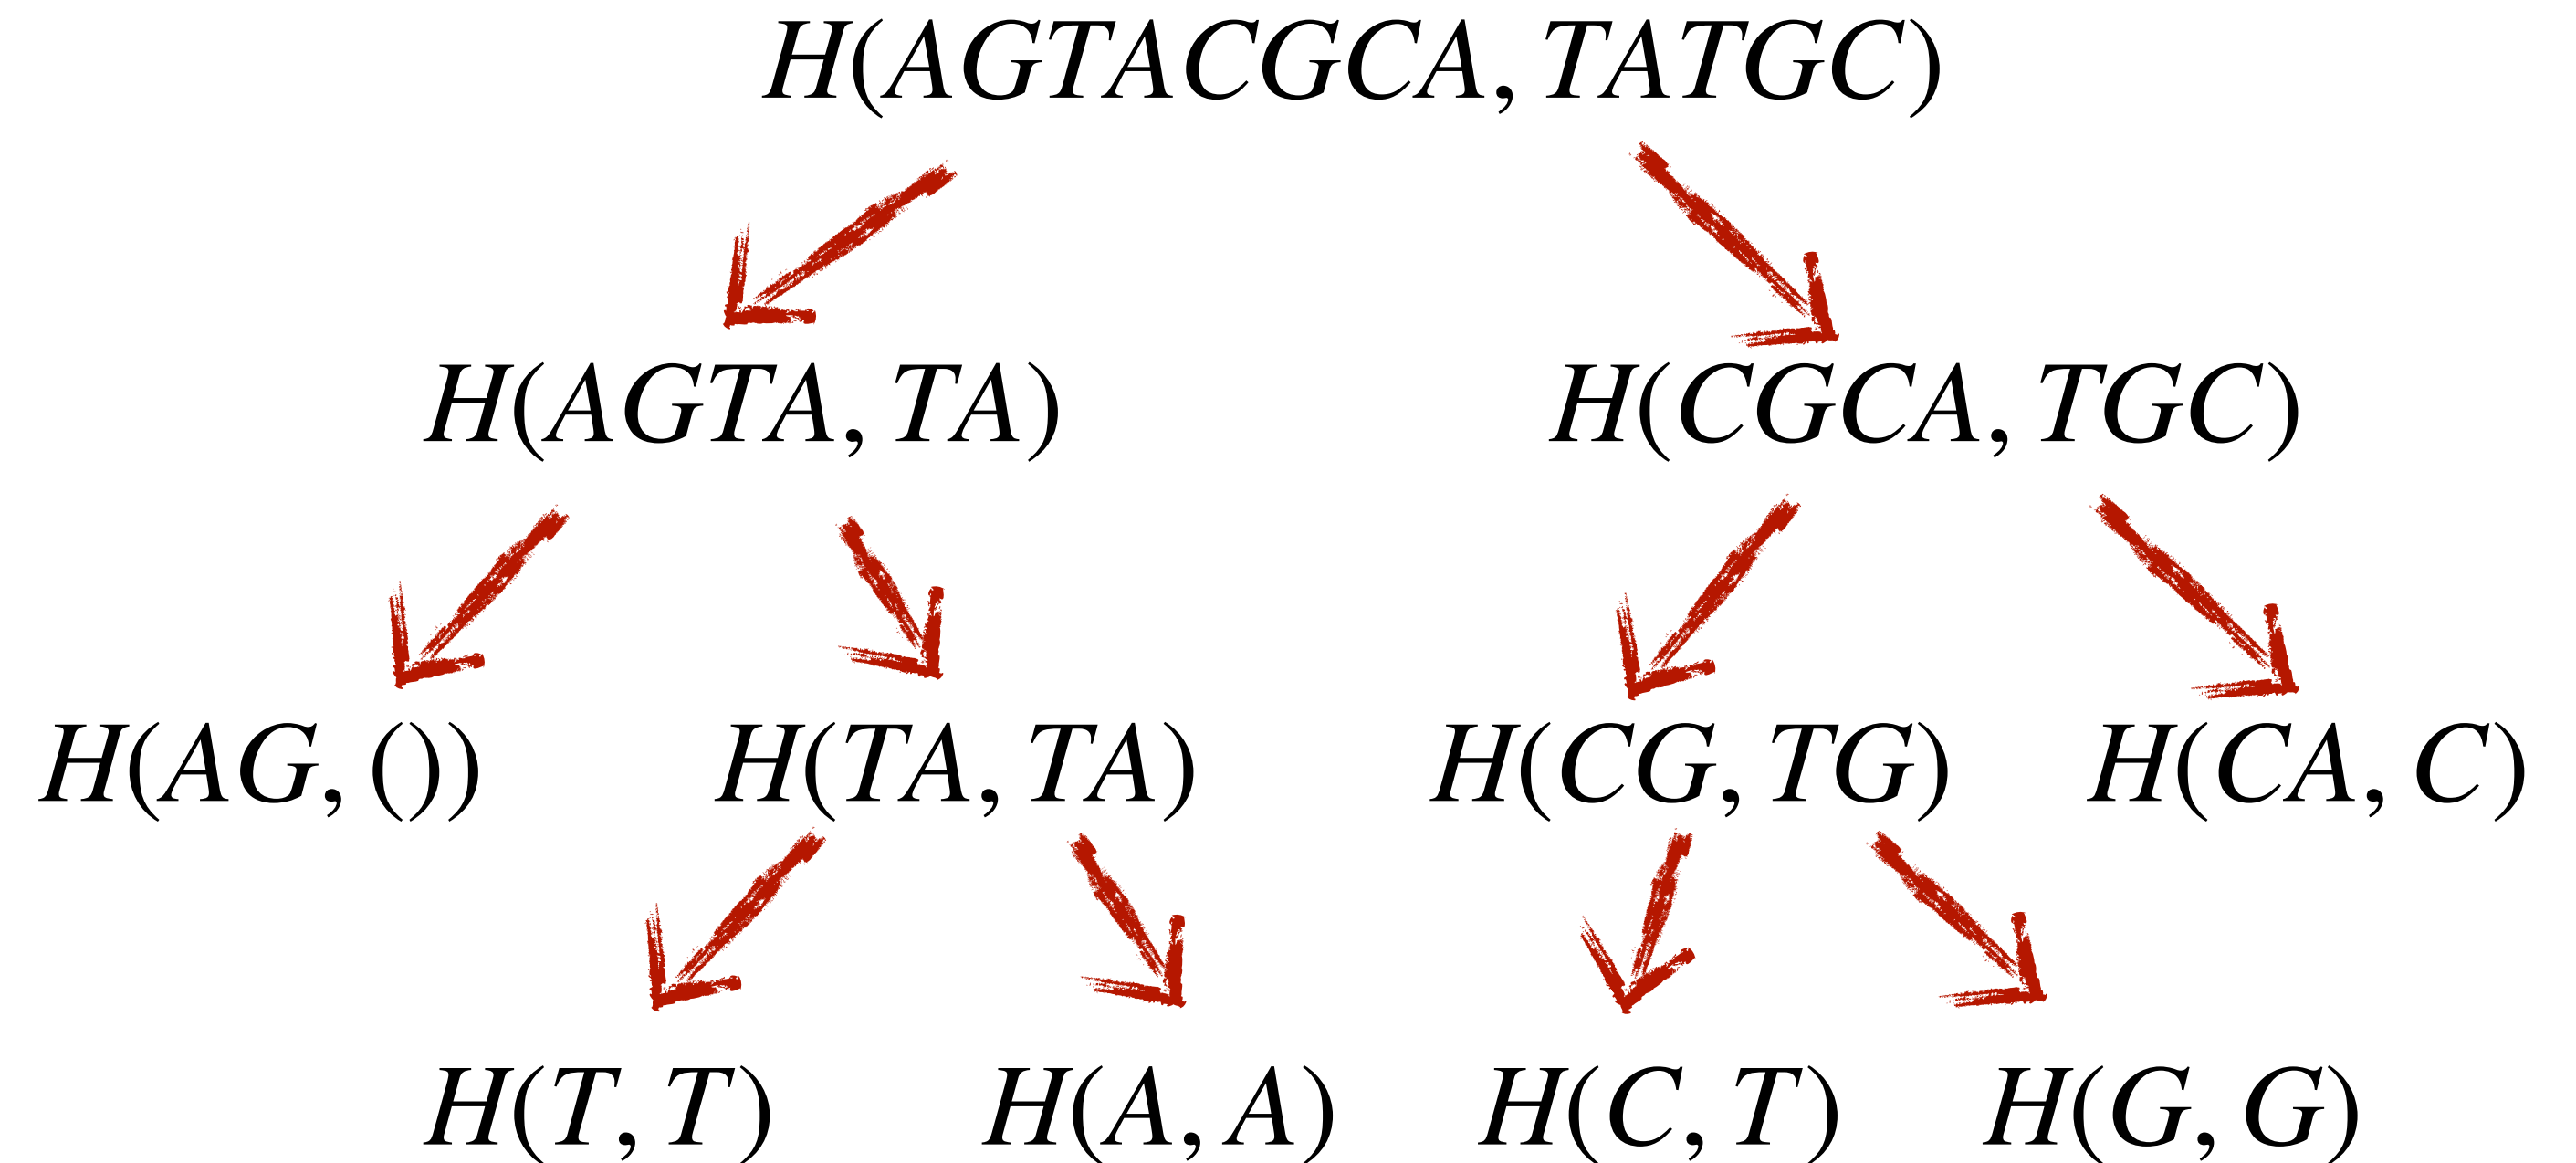 H(AGTACGCA, TATGC)
H(AGTA, TA) H(CGCA, TGC)
H(AG, ()) H(TA, TA) H(CG, TG) H(CA, C)
H(T, T) H(A, A) H(C, T) H(G, G)